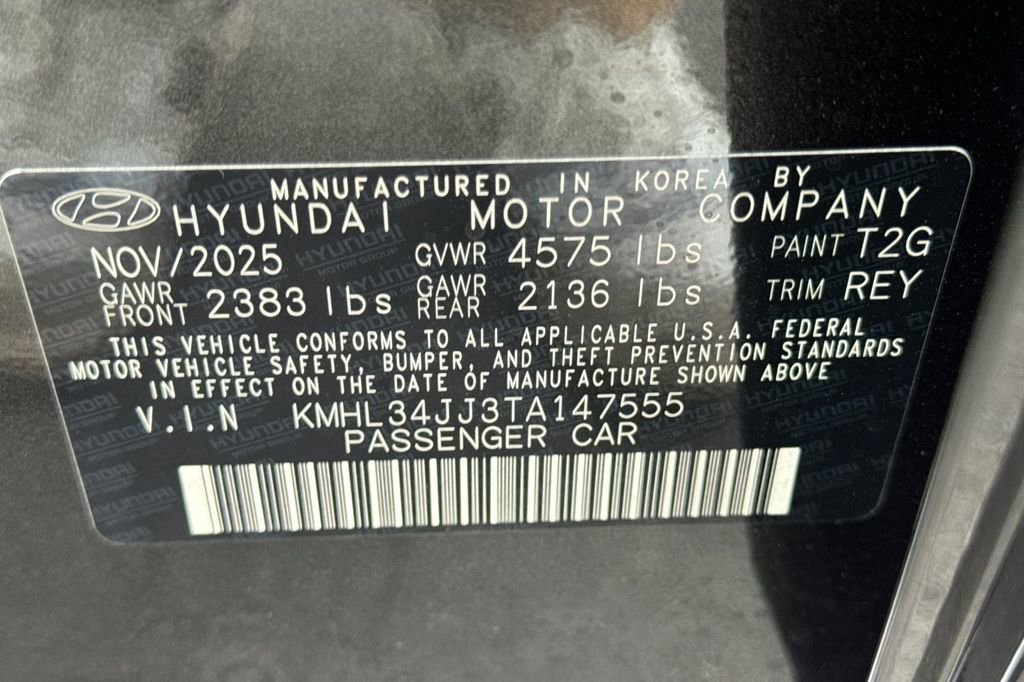 MANUFACTURED IN KOREA BY
HYUNDAI MOTOR COMPANY
NOV/2025 GVWR 4575 lbs PAINT T2G
GAWR FRONT 2383 lbs GAWR REAR 2136 lbs TRIM REY
THIS VEHICLE CONFORMS TO ALL APPLICABLE U.S.A. FEDERAL
MOTOR VEHICLE SAFETY, BUMPER, AND THEFT PREVENTION STANDARDS
IN EFFECT ON THE DATE OF MANUFACTURE SHOWN ABOVE
V.I.N KMHL34JJ3TA147555
PASSENGER CAR